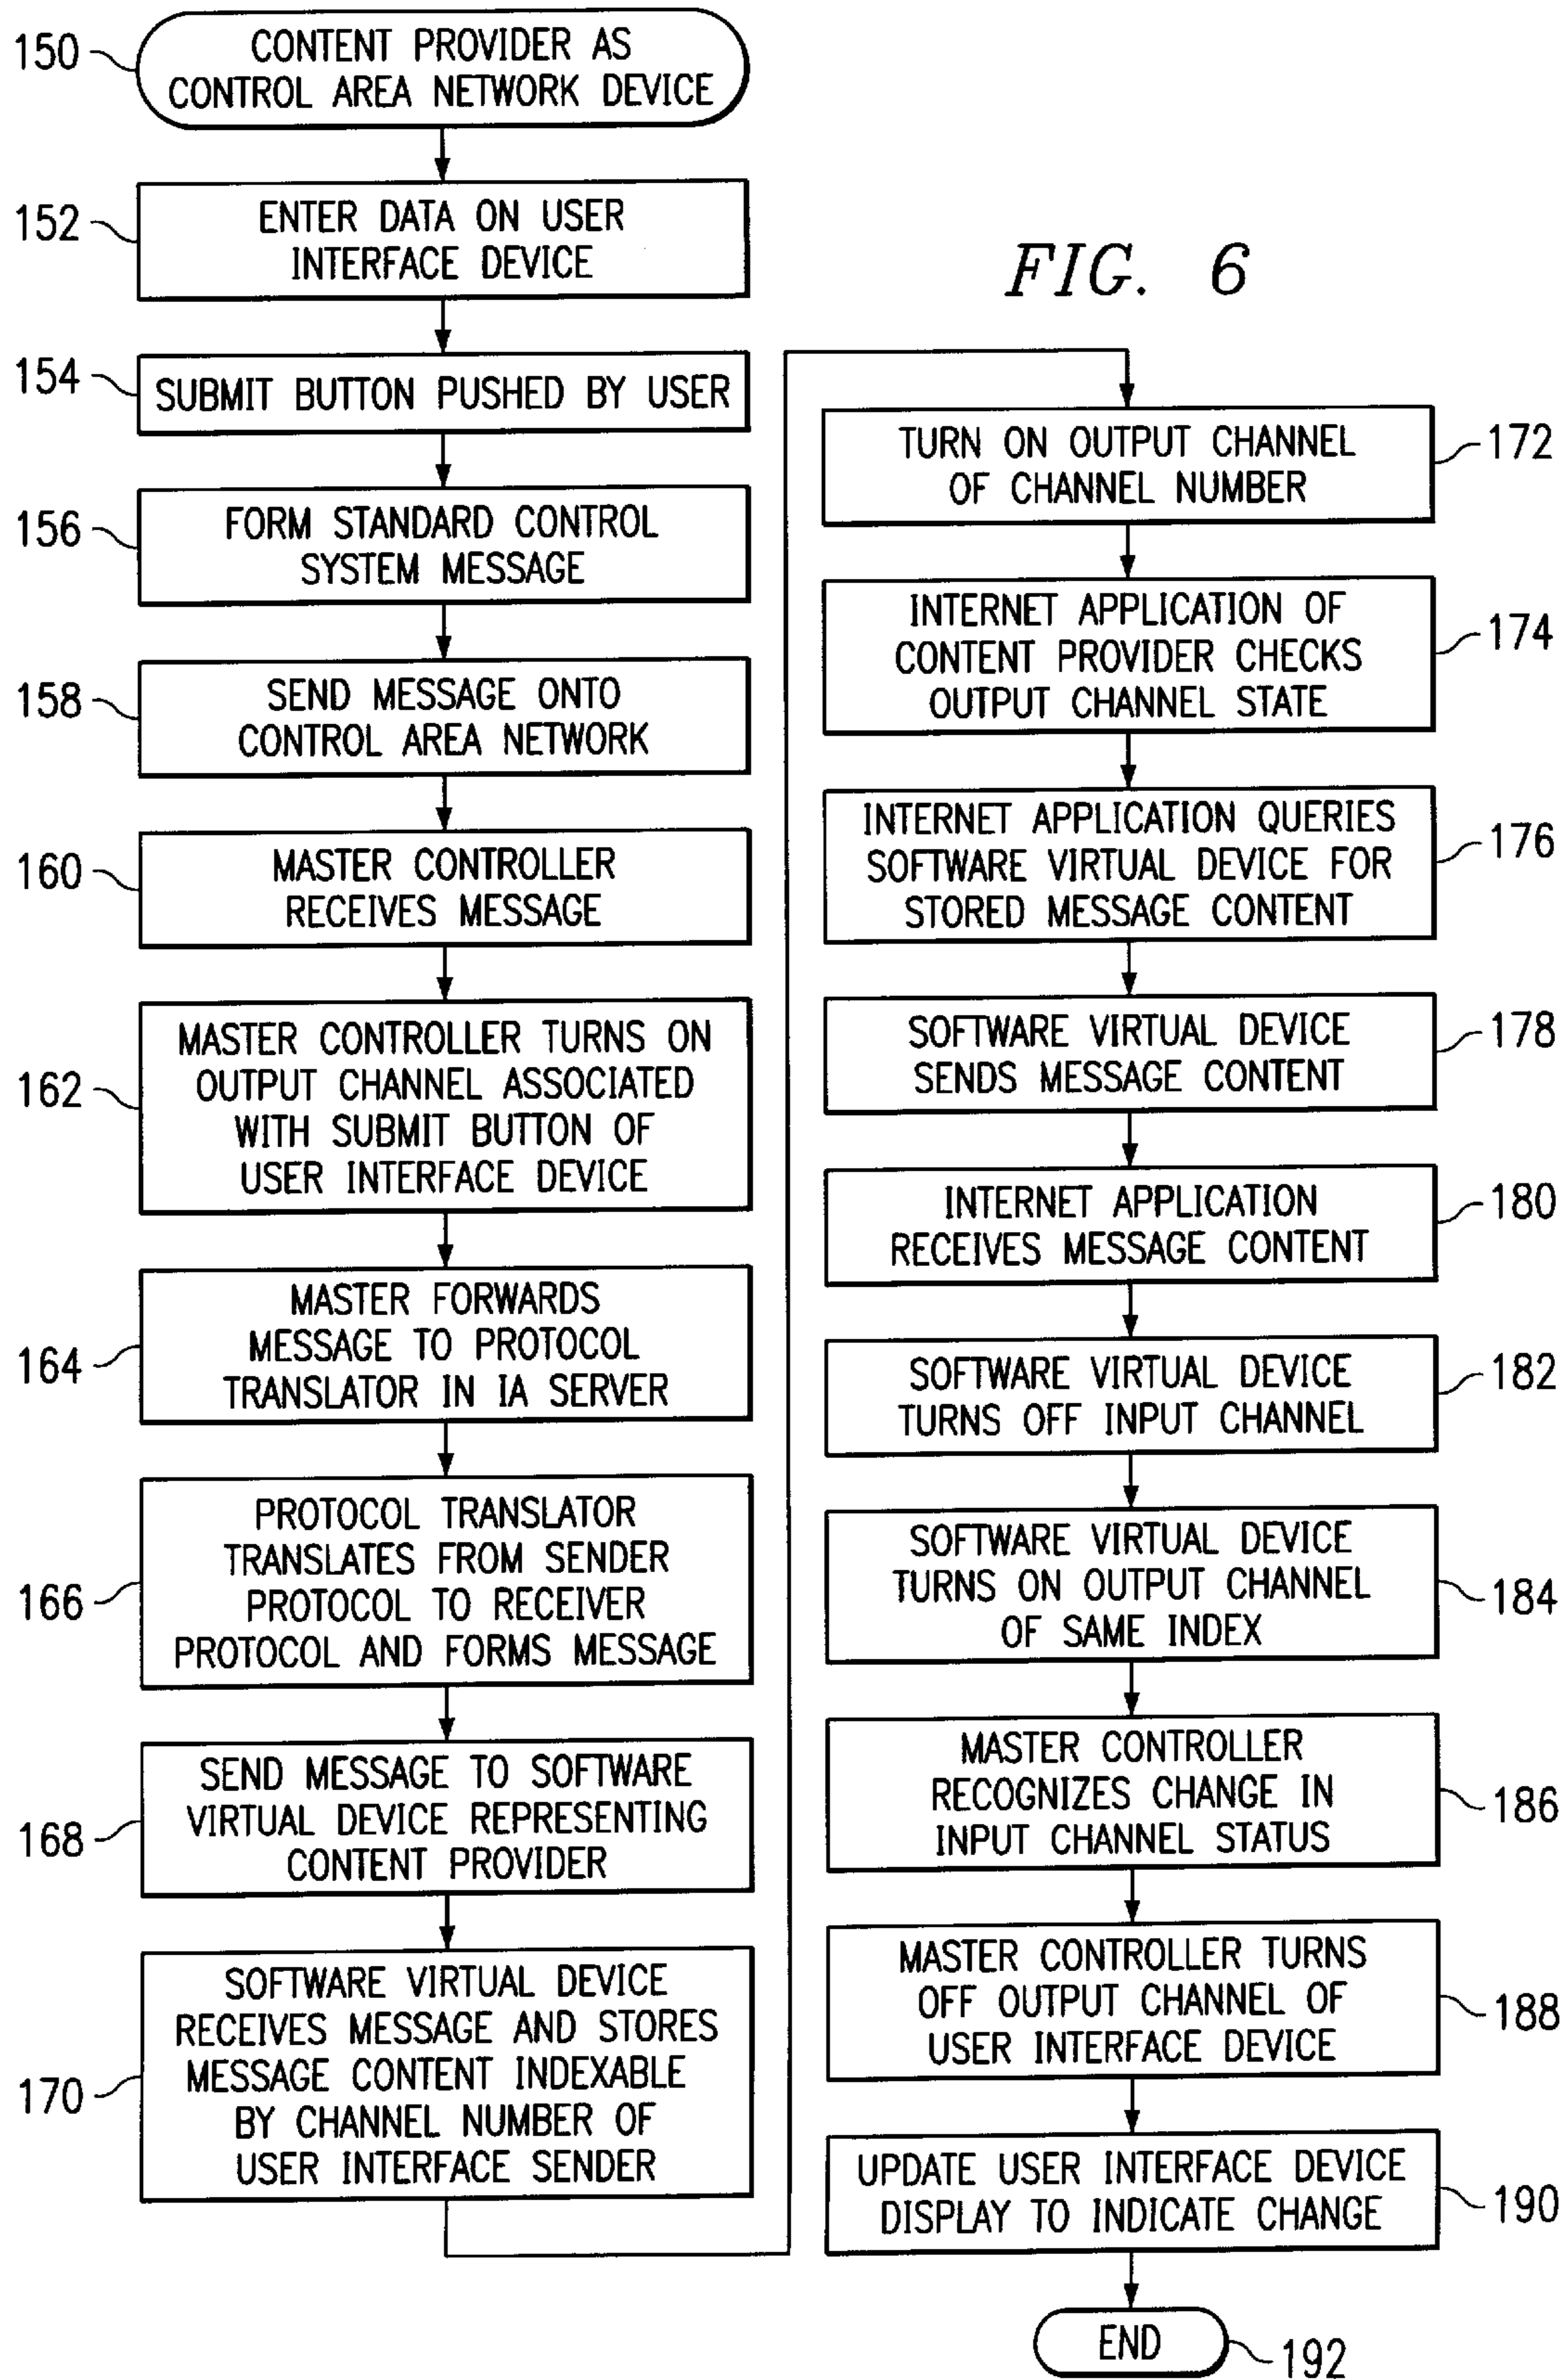 150
CONTENT PROVIDER AS
CONTROL AREA NETWORK DEVICE
152
ENTER DATA ON USER
INTERFACE DEVICE
154
SUBMIT BUTTON PUSHED BY USER
156
FORM STANDARD CONTROL
SYSTEM MESSAGE
158
SEND MESSAGE ONTO
CONTROL AREA NETWORK
160
MASTER CONTROLLER
RECEIVES MESSAGE
162
MASTER CONTROLLER TURNS ON
OUTPUT CHANNEL ASSOCIATED
WITH SUBMIT BUTTON OF
USER INTERFACE DEVICE
164
MASTER FORWARDS
MESSAGE TO PROTOCOL
TRANSLATOR IN IA SERVER
166
PROTOCOL TRANSLATOR
TRANSLATES FROM SENDER
PROTOCOL TO RECEIVER
PROTOCOL AND FORMS MESSAGE
168
SEND MESSAGE TO SOFTWARE
VIRTUAL DEVICE REPRESENTING
CONTENT PROVIDER
170
SOFTWARE VIRTUAL DEVICE
RECEIVES MESSAGE AND STORES
MESSAGE CONTENT INDEXABLE
BY CHANNEL NUMBER OF
USER INTERFACE SENDER
FIG. 6
TURN ON OUTPUT CHANNEL
OF CHANNEL NUMBER
172
INTERNET APPLICATION OF
CONTENT PROVIDER CHECKS
OUTPUT CHANNEL STATE
174
INTERNET APPLICATION QUERIES
SOFTWARE VIRTUAL DEVICE FOR
STORED MESSAGE CONTENT
176
SOFTWARE VIRTUAL DEVICE
SENDS MESSAGE CONTENT
178
INTERNET APPLICATION
RECEIVES MESSAGE CONTENT
180
SOFTWARE VIRTUAL DEVICE
TURNS OFF INPUT CHANNEL
182
SOFTWARE VIRTUAL DEVICE
TURNS ON OUTPUT CHANNEL
OF SAME INDEX
184
MASTER CONTROLLER
RECOGNIZES CHANGE IN
INPUT CHANNEL STATUS
186
MASTER CONTROLLER TURNS
OFF OUTPUT CHANNEL OF
USER INTERFACE DEVICE
188
UPDATE USER INTERFACE DEVICE
DISPLAY TO INDICATE CHANGE
190
END
192